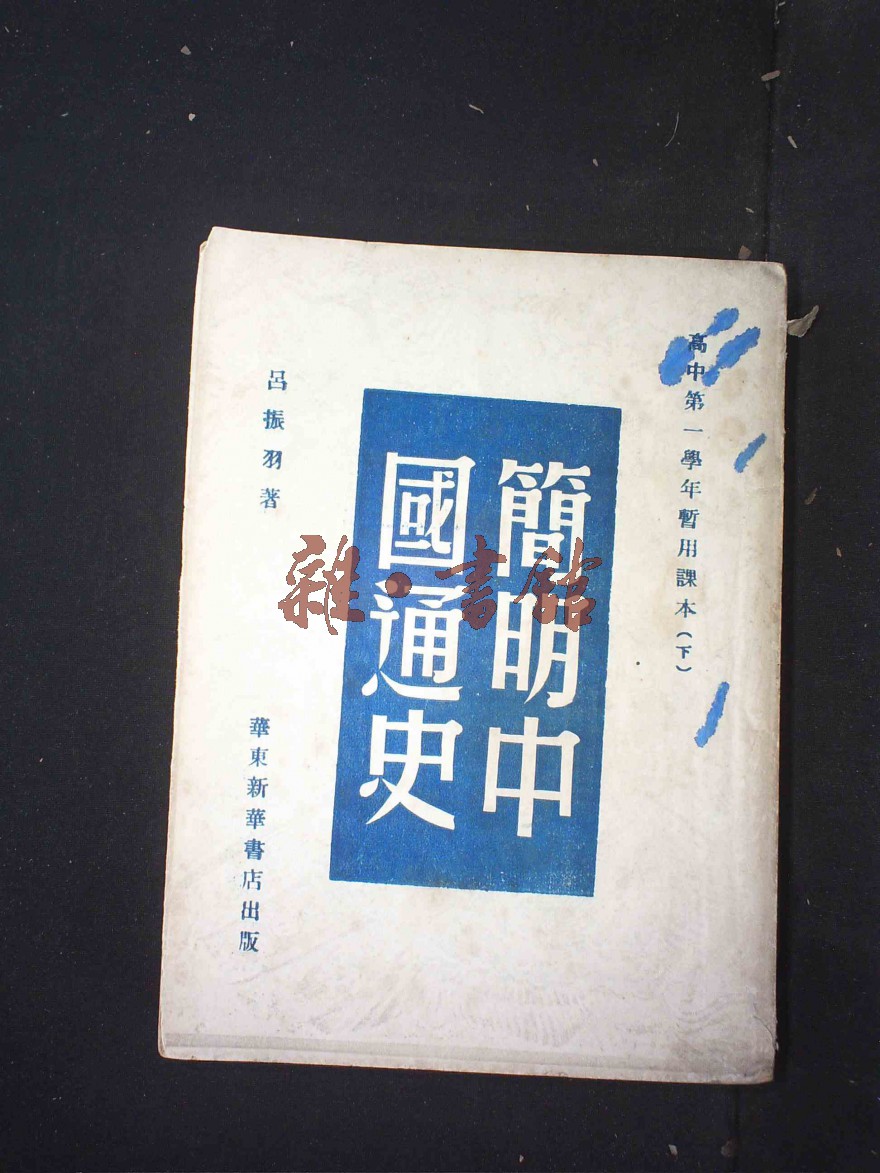 高中第一學年暫用課本（下）
簡明中
國通史
呂振羽著
華東新華書店出版
雜·書館